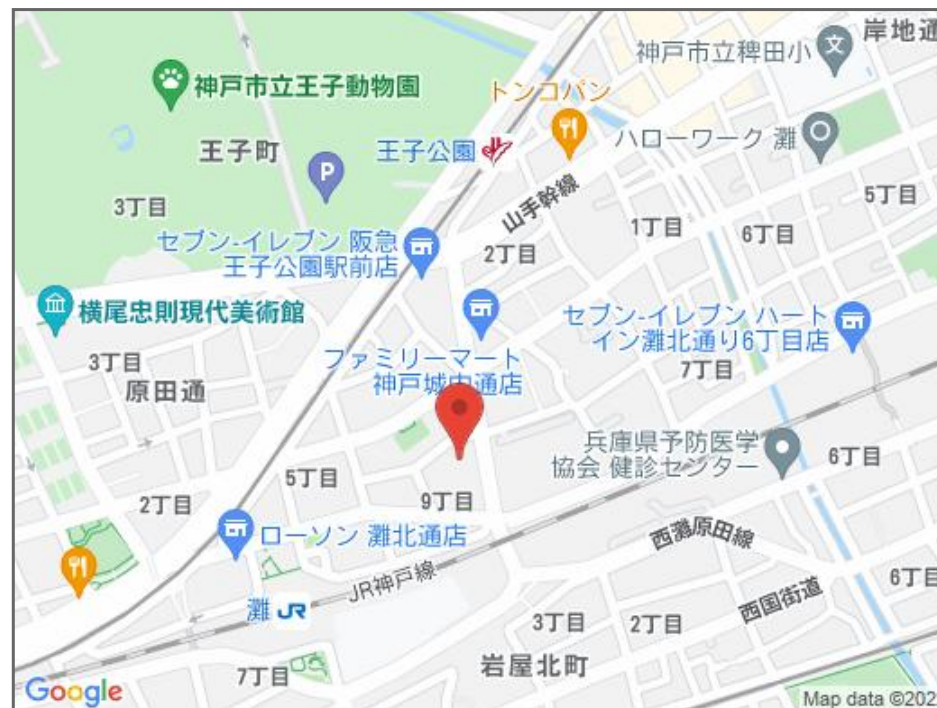 岸地通
神戸市立稗田小
神戸市立王子動物園
トンコパン
ハローワーク 灘
王子町
王子公園
P
3丁目
山手幹線
1丁目
5丁目
6丁目
セブン-イレブン 阪急
王子公園駅前店
2丁目
横尾忠則現代美術館
セブン-イレブン ハート
イン灘北通り6丁目店
3丁目
ファミリーマート
神戸城内通店
7丁目
原田通
兵庫県予防医学
協会 健診センター
6丁目
5丁目
9丁目
2丁目
ローソン 灘北通店
西灘原田線
JR神戸線
6丁目
西国街道
灘 JR
3丁目
2丁目
岩屋北町
7丁目
Google
Map data ©202